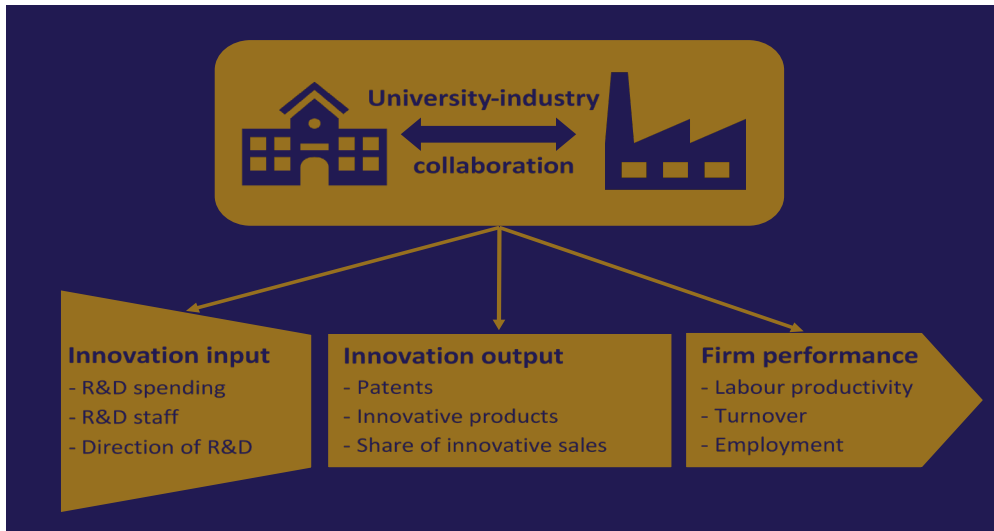 University-industry
collaboration
Innovation input
- R&D spending
- R&D staff
- Direction of R&D
Innovation output
- Patents
- Innovative products
- Share of innovative sales
Firm performance
- Labour productivity
- Turnover
- Employment